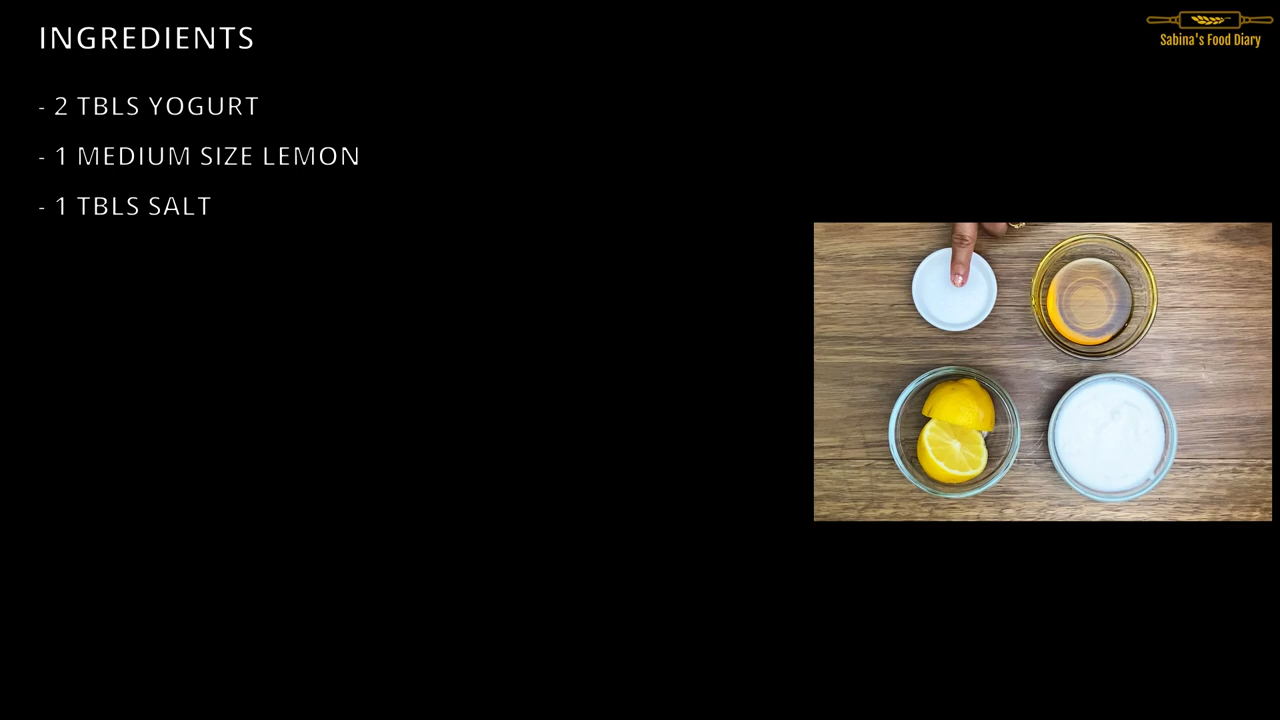 INGREDIENTS
Sabina's Food Diary
- 2 TBLS YOGURT
- 1 MEDIUM SIZE LEMON
- 1 TBLS SALT